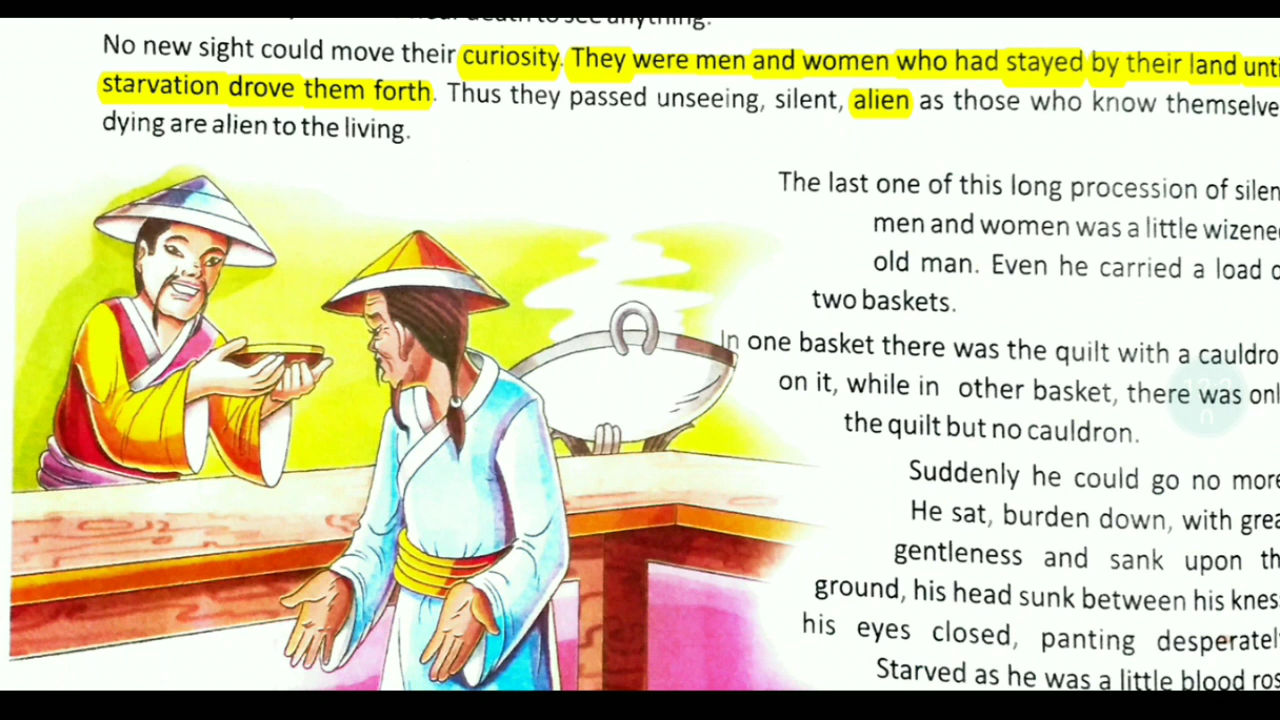 death to see anything.
No new sight could move their curiosity. They were men and women who had stayed by their land
starvation drove them forth. Thus they passed unseeing, silent, alien as those who know
dying are alien to the living.
The last one of this long procession of
men and women was a little
old man. Even he carried a load
two baskets.
In one basket there was the quilt with a
on it, while in other basket, there was
the quilt but no cauldron.
Suddenly he could go no
He sat, burden down, with
gentleness and sank upon
ground, his head sunk between his
his eyes closed, panting
Starved as he was a little blood